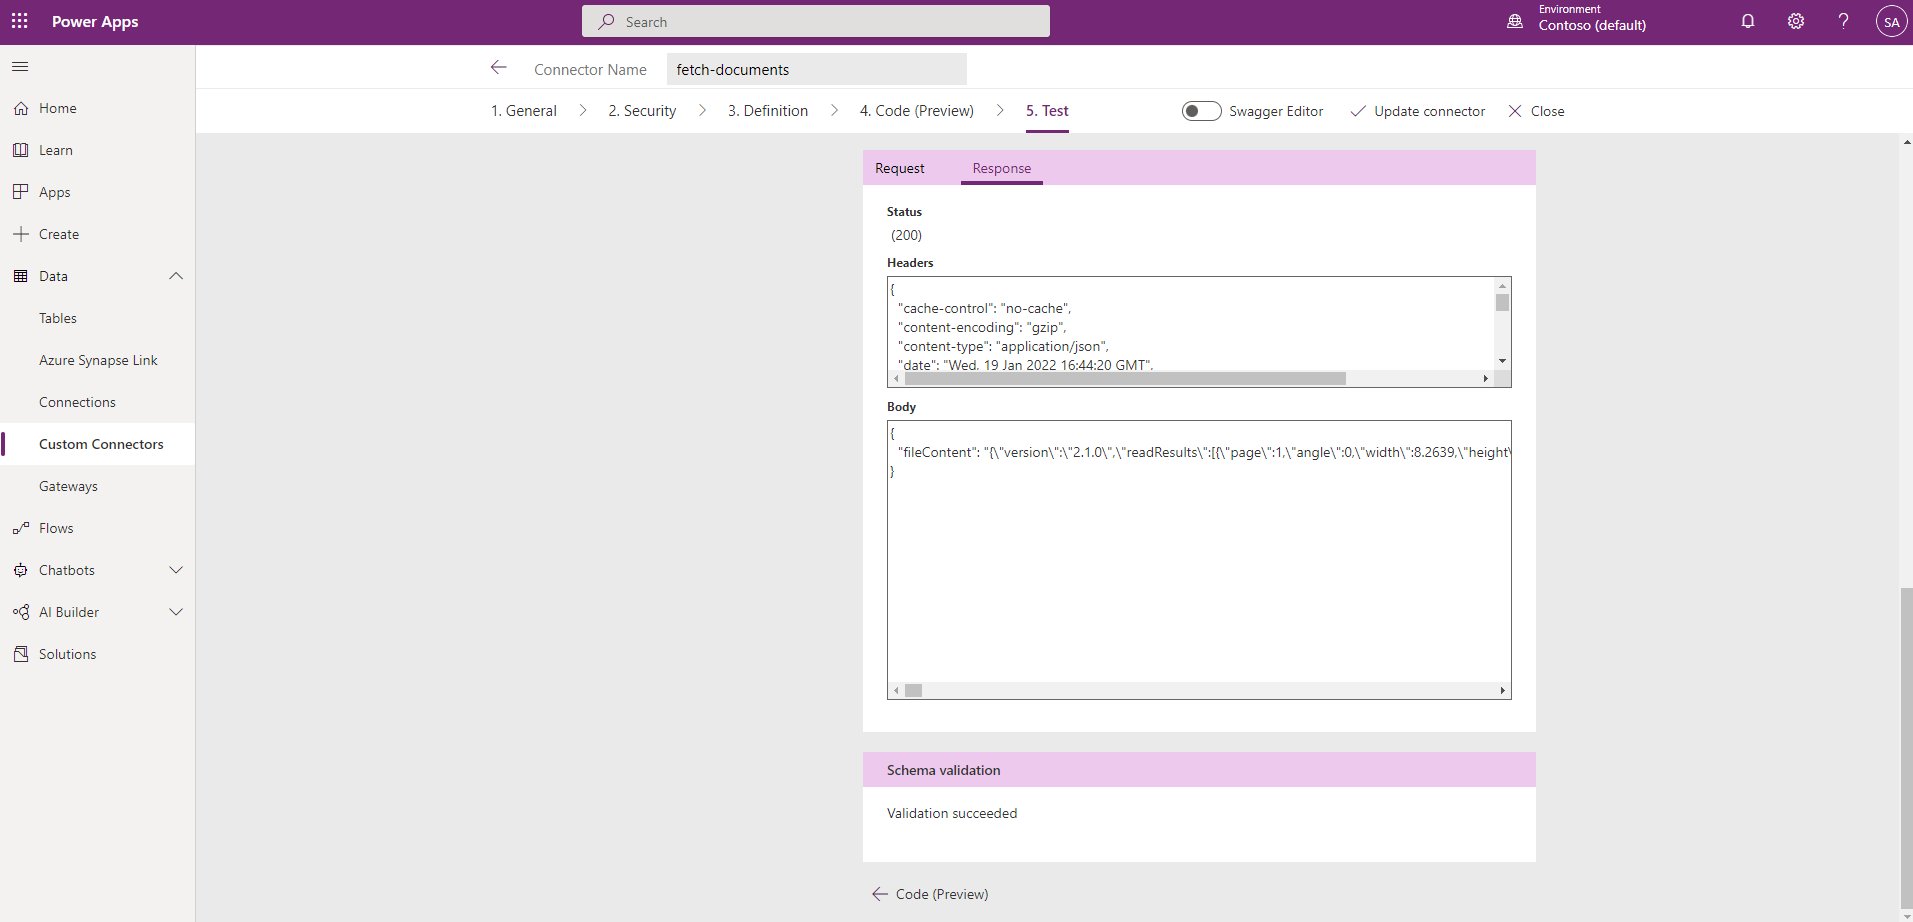 Power Apps
Search
Environment
Contoso (default)
?
SA
Connector Name
fetch-documents
1. General
2. Security
3. Definition
4. Code (Preview)
5. Test
Swagger Editor
Update connector
Close
Home
Learn
Apps
Create
Data
Tables
Azure Synapse Link
Connections
Custom Connectors
Gateways
Flows
Chatbots
AI Builder
Solutions
Request
Response
Status
(200)
Headers
{
"cache-control": "no-cache",
"content-encoding": "gzip",
"content-type": "application/json",
"date": "Wed, 19 Jan 2022 16:44:20 GMT",
Body
{
"fileContent": "{\"version\":\"2.1.0\",\"readResults\":[{\"page\":1,\"angle\":0,\"width\":8.2639,\"height\
}
Schema validation
Validation succeeded
Code (Preview)